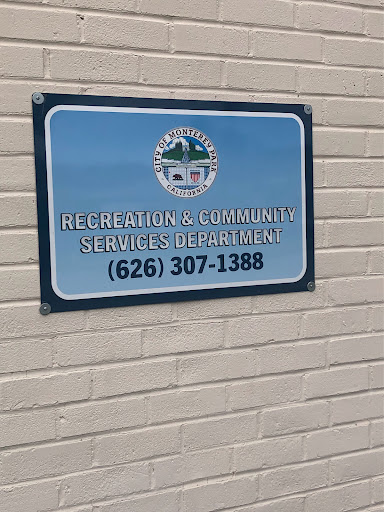 CITY OF MONTEREY PARK
CALIFORNIA
RECREATION & COMMUNITY
SERVICES DEPARTMENT
(626) 307-1388